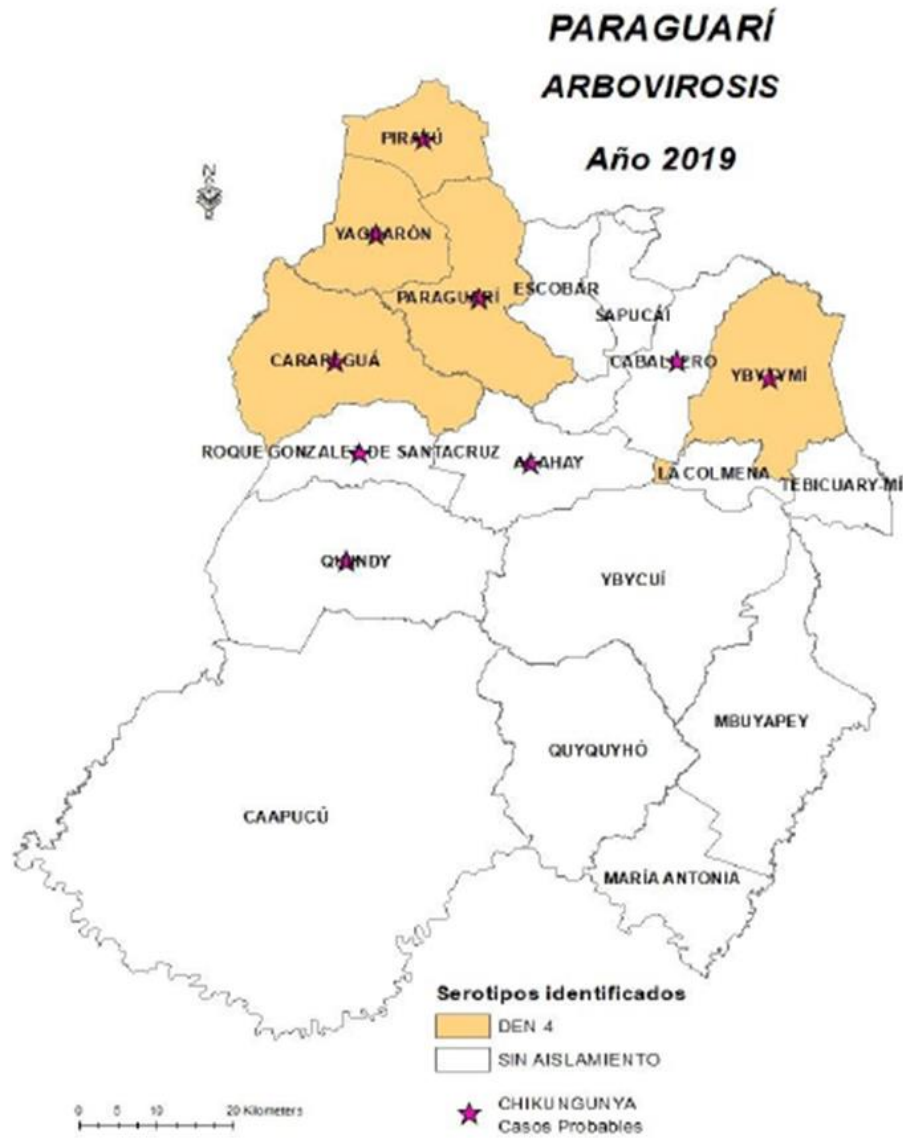 PARAGUARÍ
ARBOVIROSIS
Año 2019
N
PIRAYÚ
YAGUARÓN
PARAGUARÍ
ESCOBÁR
SAPUCÁI
CARAPEGUÁ
CABALLERO
YBYTYMÍ
ROQUE GONZALEZ DE SANTACRUZ
ACAHAY
LA COLMENA
TEBICUARY-MÍ
QUIINDY
YBYCUÍ
MBUYAPEY
QUYQUYHÓ
CAAPUCÚ
MARÍA ANTONIA
Serotipos identificados
DEN 4
SIN AISLAMIENTO
CHIKUNGUNYA
Casos Probables
0 5 10 20 Kilometers